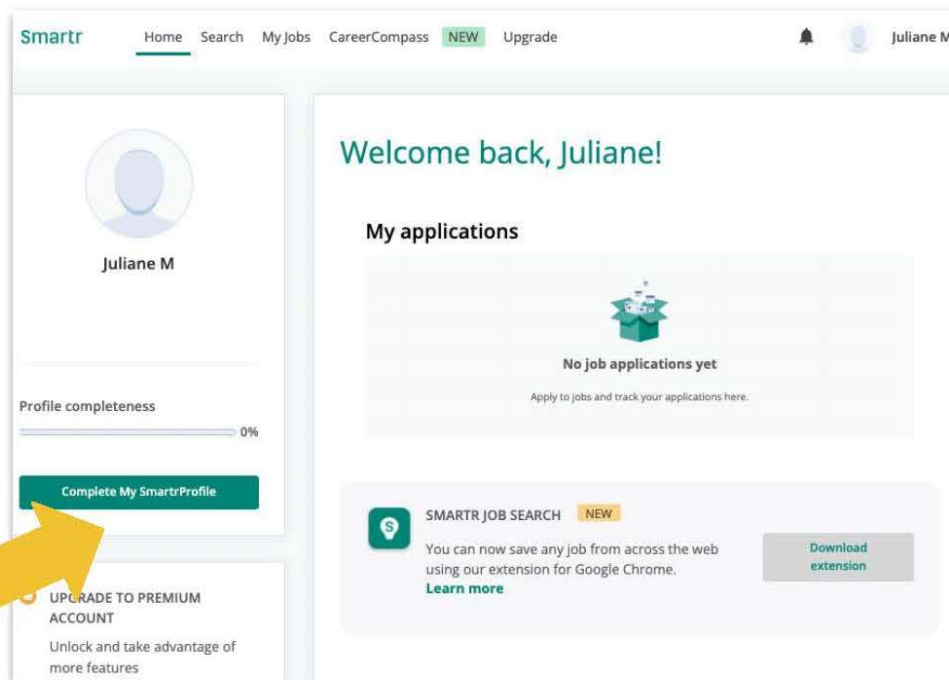 Smartr Home Search My Jobs CareerCompass NEW Upgrade Juliane M
Juliane M
Profile completeness
0%
Complete My SmartrProfile
UPGRADE TO PREMIUM
ACCOUNT
Unlock and take advantage of
more features
Welcome back, Juliane!
My applications
No job applications yet
Apply to jobs and track your applications here.
S
SMARTR JOB SEARCH NEW
You can now save any job from across the web
using our extension for Google Chrome.
Learn more
Download
extension